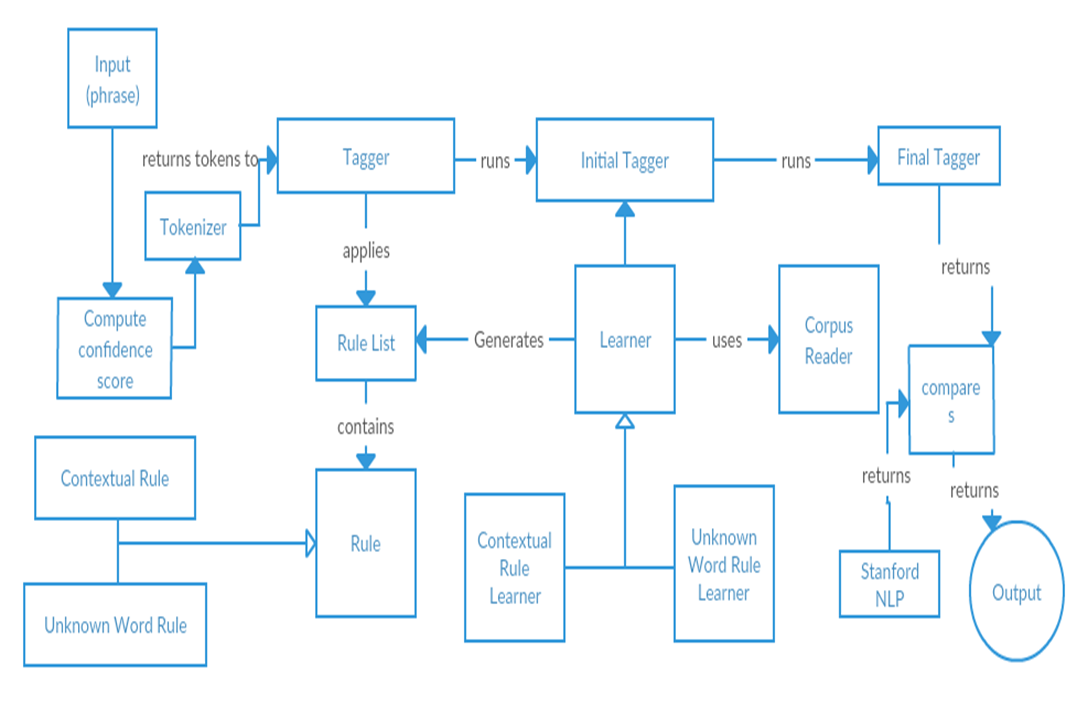 Input
(phrase)
returns tokens to
Tagger
runs
Initial Tagger
runs
Final Tagger
Tokenizer
applies
returns
Compute
confidence
score
Rule List
Generates
Learner
uses
Corpus
Reader
compare
s
contains
Contextual Rule
returns
returns
Rule
Contextual
Rule
Learner
Unknown
Word Rule
Learner
Stanford
NLP
Output
Unknown Word Rule